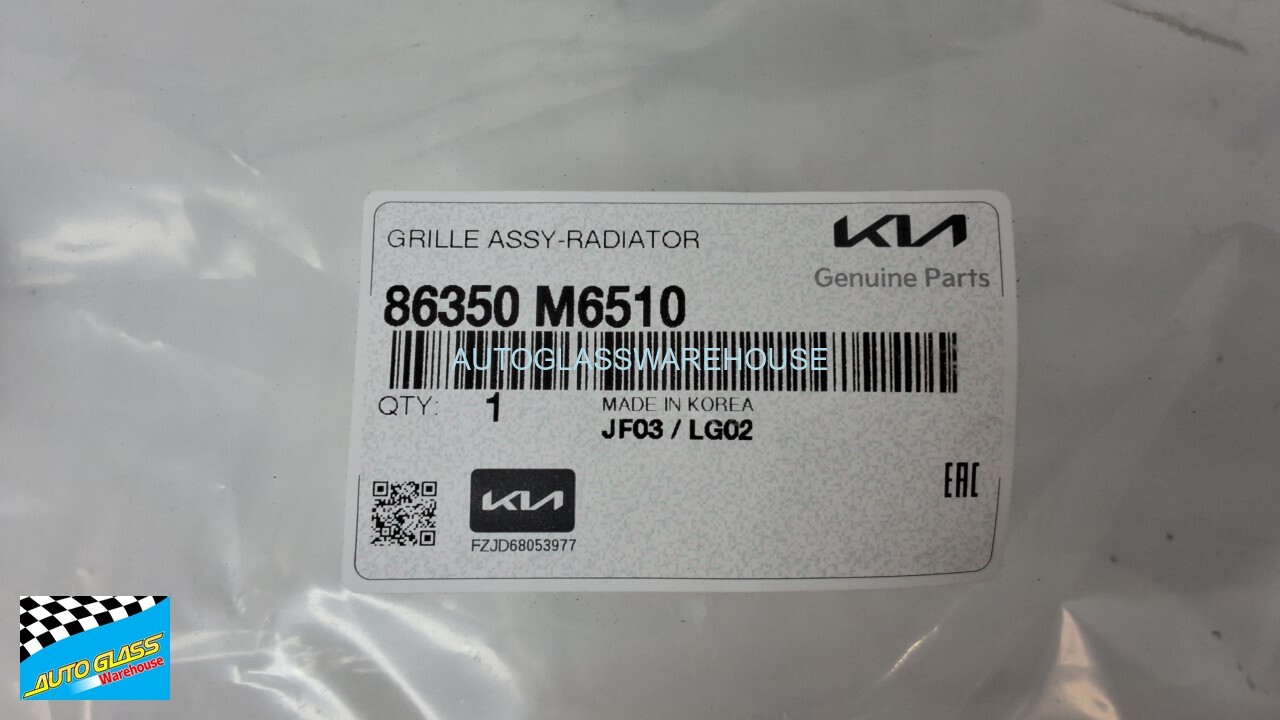 GRILLE ASSY-RADIATOR
KIA
Genuine Parts
86350 M6510
AUTOGLASSWAREHOUSE
QTY: 1
MADE IN KOREA
JF03 / LG02
EAC
KIA
FZJD68053977
AUTO GLASS
Warehouse